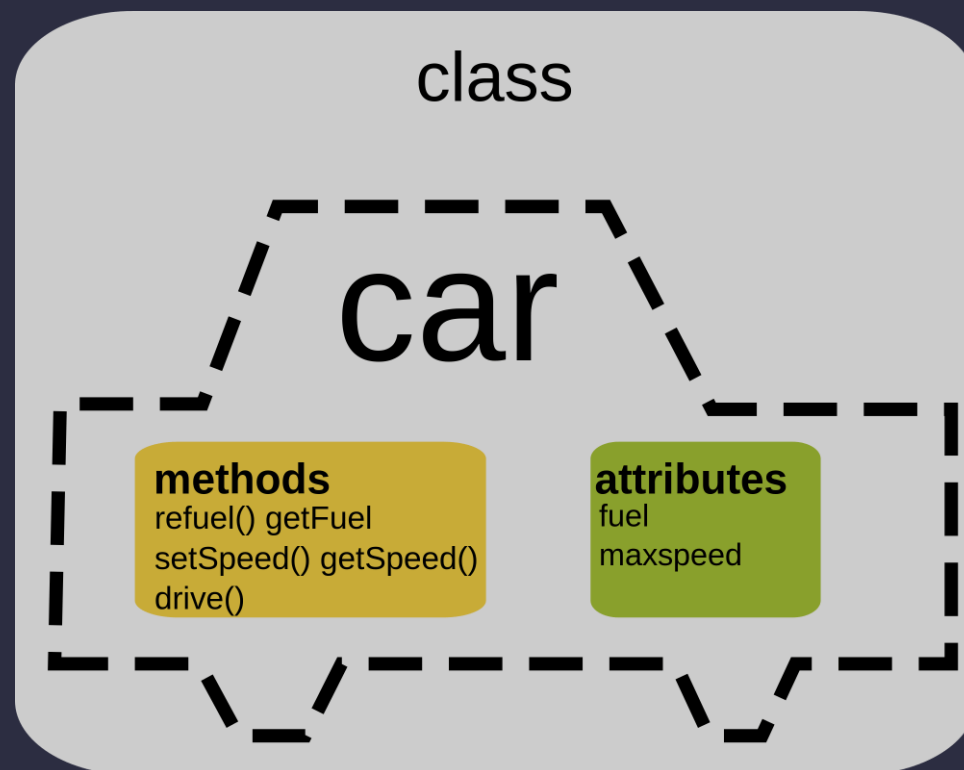 class
car
methods
refuel() getFuel
setSpeed() getSpeed()
drive()
attributes
fuel
maxspeed